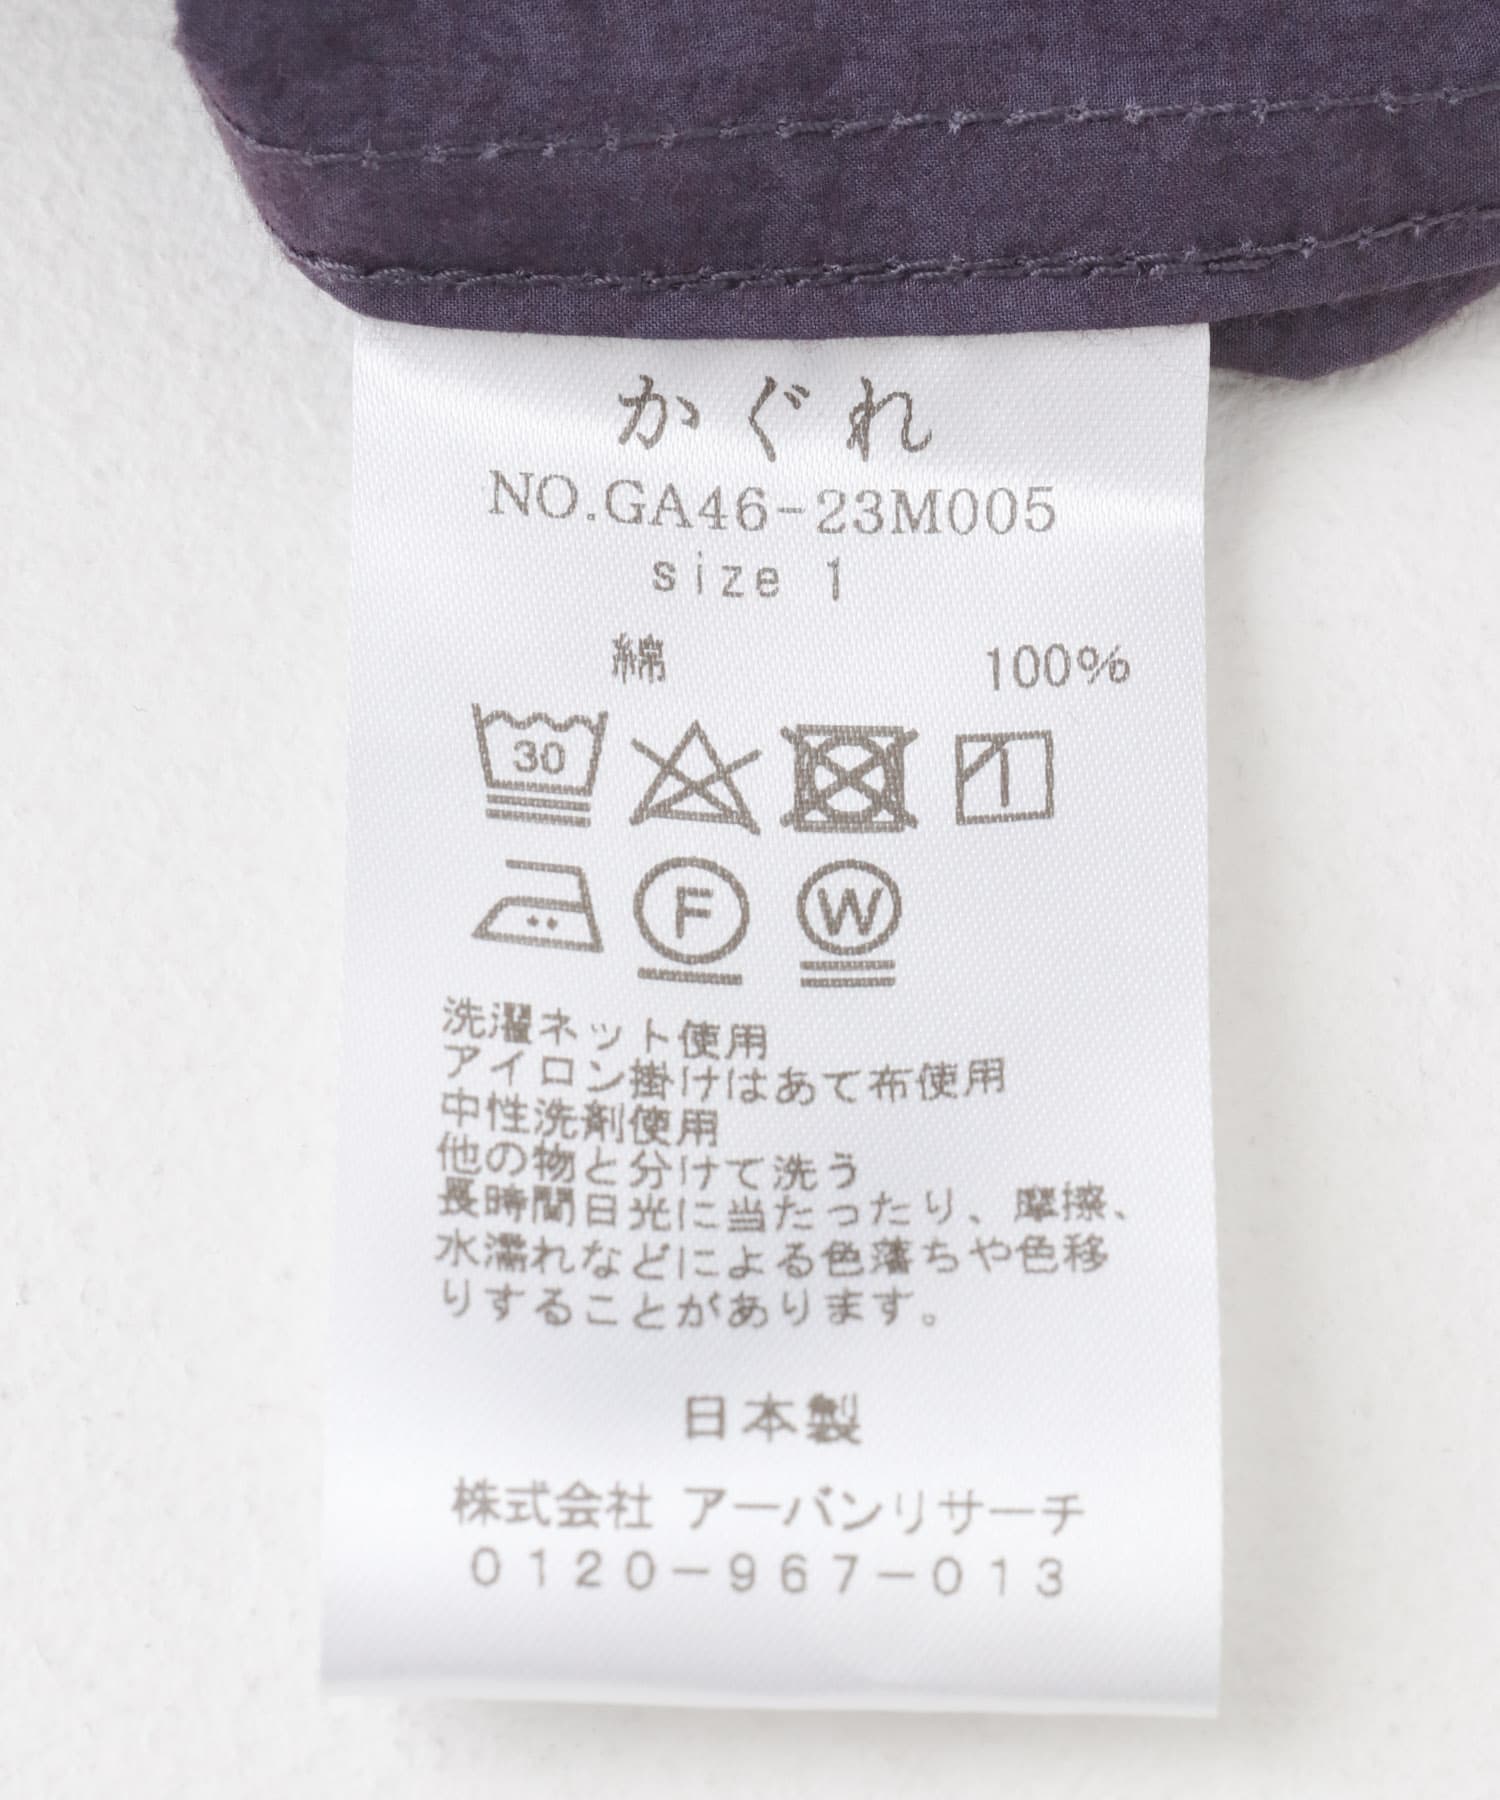 かぐれ
NO.GA46-23M005
size 1
綿 100%
30
F W
洗濯ネット使用
アイロン掛けはあて布使用
中性洗剤使用
他の物と分けて洗う
長時間日光に当たったり、摩擦、
水濡れなどによる色落ちや色移
りすることがあります。
日本製
株式会社 アーバンリサーチ
0120-967-013